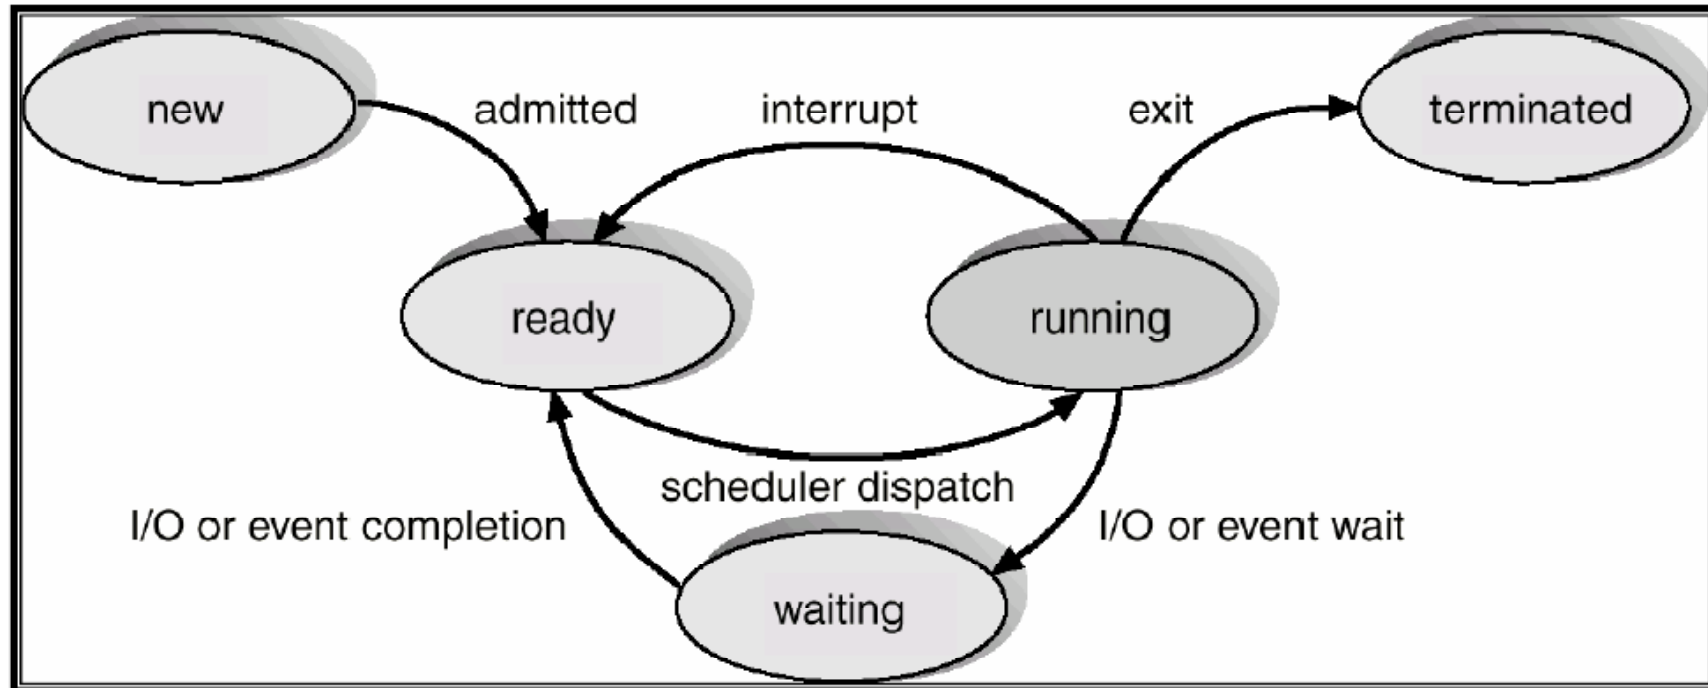 new
admitted
interrupt
exit
terminated
ready
running
scheduler dispatch
I/O or event completion
I/O or event wait
waiting